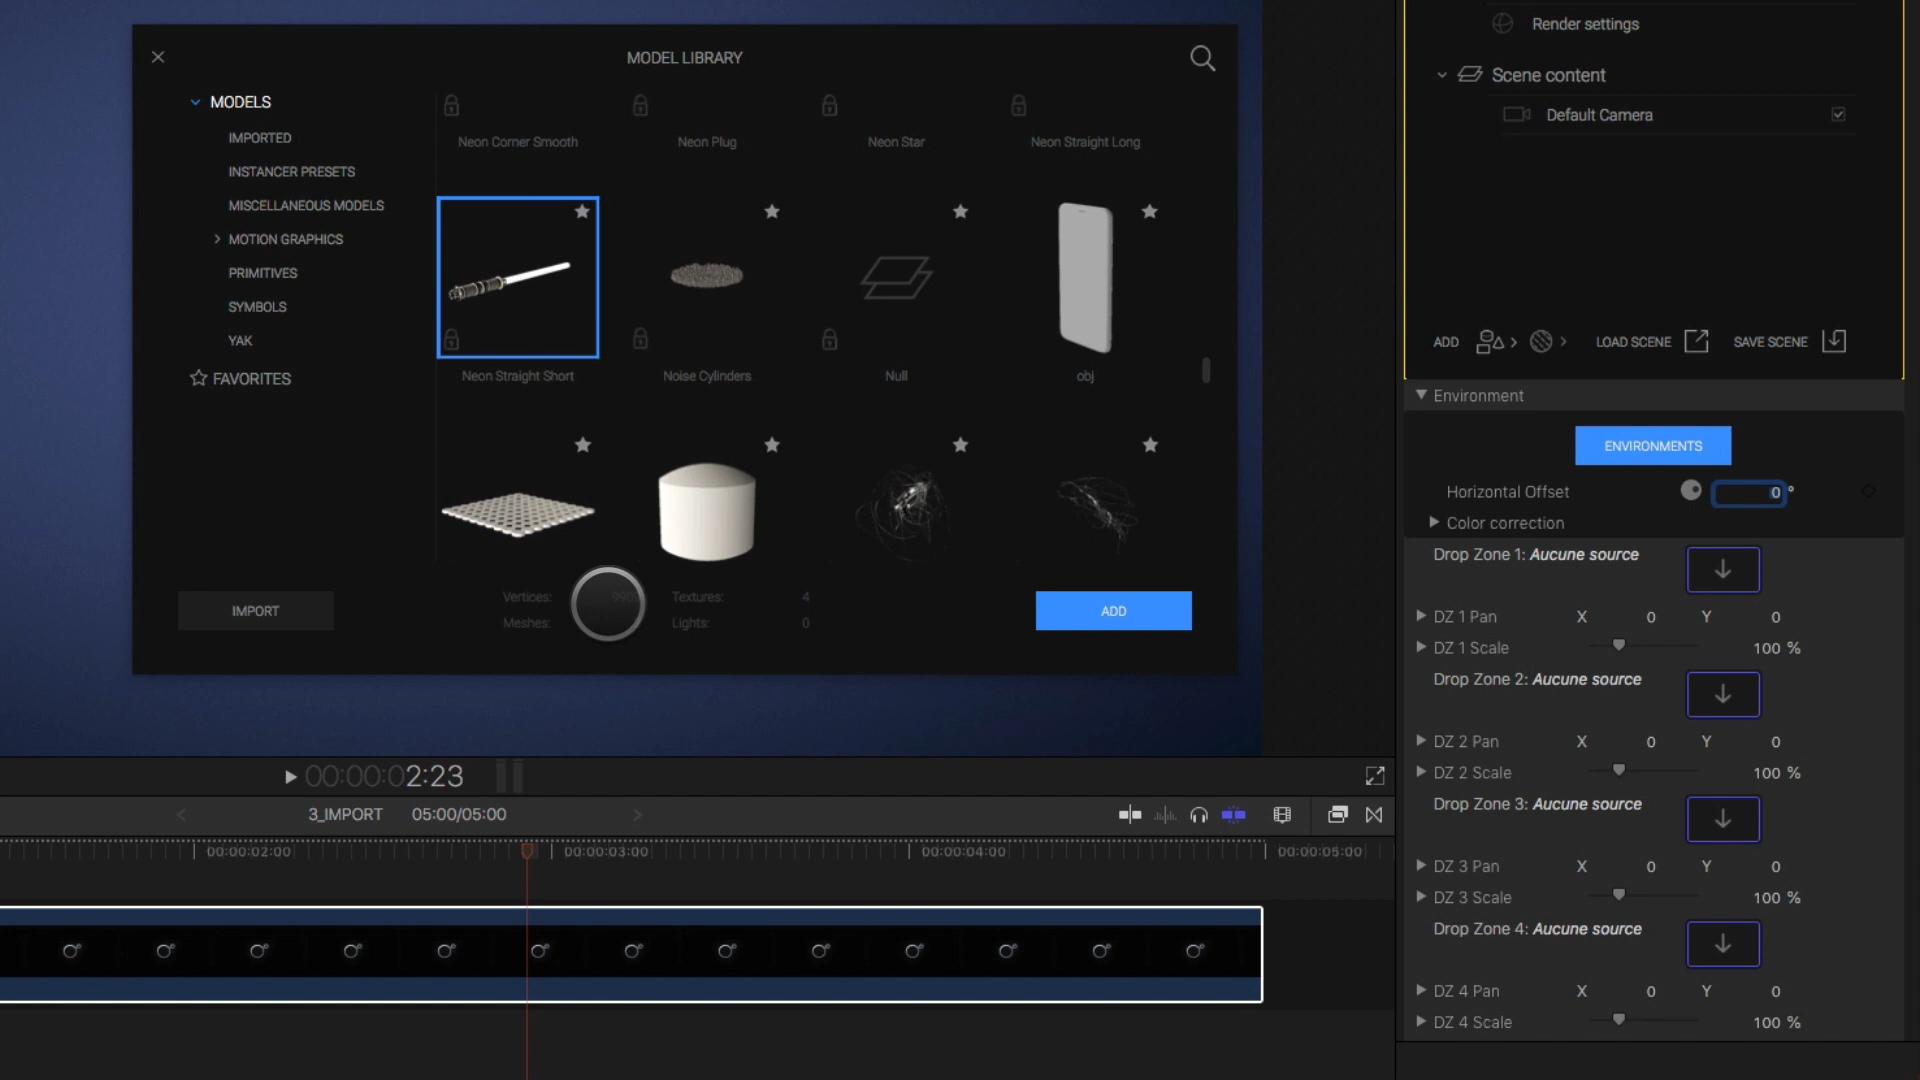 MODEL LIBRARY
MODELS
IMPORTED
INSTANCER PRESETS
MISCELLANEOUS MODELS
MOTION GRAPHICS
PRIMITIVES
SYMBOLS
YAK
FAVORITES
Neon Corner Smooth
Neon Plug
Neon Star
Neon Straight Long
Neon Straight Short
Noise Cylinders
Null
obj
IMPORT
Vertices:
Textures: 4
Meshes:
Lights: 0
ADD
00:00:02:23
3_IMPORT 05:00/05:00
00:00:02:00
00:00:03:00
00:00:04:00
00:00:05:00
Render settings
Scene content
Default Camera
ADD
LOAD SCENE
SAVE SCENE
Environment
ENVIRONMENTS
Horizontal Offset 0 °
Color correction
Drop Zone 1: Aucune source
DZ 1 Pan X 0 Y 0
DZ 1 Scale 100 %
Drop Zone 2: Aucune source
DZ 2 Pan X 0 Y 0
DZ 2 Scale 100 %
Drop Zone 3: Aucune source
DZ 3 Pan X 0 Y 0
DZ 3 Scale 100 %
Drop Zone 4: Aucune source
DZ 4 Pan X 0 Y 0
DZ 4 Scale 100 %